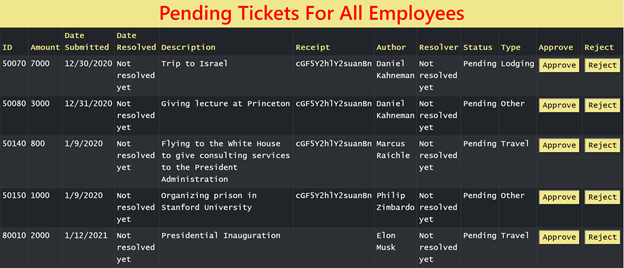 Pending Tickets For All Employees
ID Amount Date Submitted Date Resolved Description Receipt Author Resolver Status Type Approve Reject
50070 7000 12/30/2020 Not resolved yet Trip to Israel cGF5Y2hlY2suanBn Daniel Kahneman Not resolved yet Pending Lodging Approve Reject
50080 3000 12/31/2020 Not resolved yet Giving lecture at Princeton cGF5Y2hlY2suanBn Daniel Kahneman Not resolved yet Pending Other Approve Reject
50140 800 1/9/2020 Not resolved yet Flying to the White House to give consulting services to the President Administration cGF5Y2hlY2suanBn Marcus Raichle Not resolved yet Pending Travel Approve Reject
50150 1000 1/9/2020 Not resolved yet Organizing prison in Stanford University cGF5Y2hlY2suanBn Philip Zimbardo Not resolved yet Pending Other Approve Reject
80010 2000 1/12/2021 Not resolved yet Presidential Inauguration Elon Musk Not resolved yet Pending Travel Approve Reject